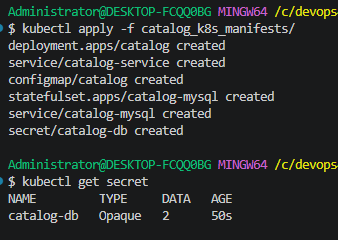 Administrator@DESKTOP-FCQQ0BG MINGW64 /c/devops
$ kubectl apply -f catalog_k8s_manifests/
deployment.apps/catalog created
service/catalog-service created
configmap/catalog created
statefulset.apps/catalog-mysql created
service/catalog-mysql created
secret/catalog-db created
Administrator@DESKTOP-FCQQ0BG MINGW64 /c/devops
$ kubectl get secret
NAME TYPE DATA AGE
catalog-db Opaque 2 50s